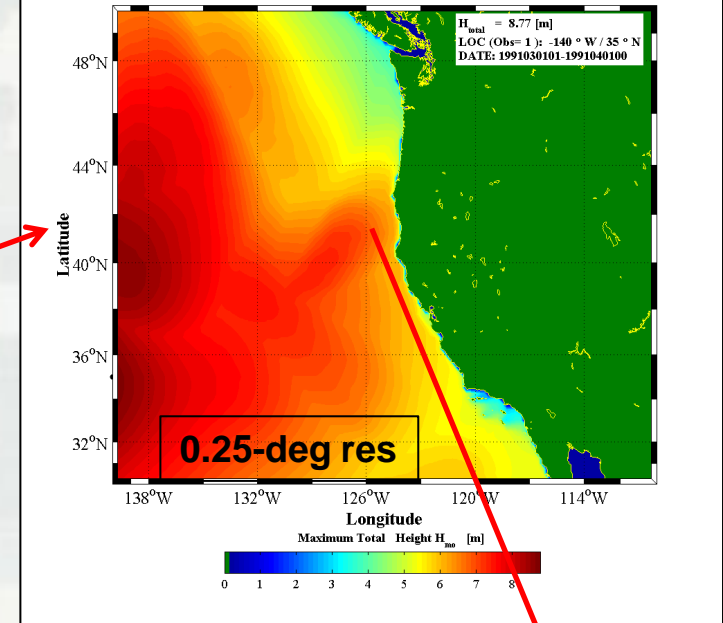 H_total = 8.77 [m]
LOC (Obs= 1 ): -140 ° W / 35 ° N
DATE: 1991030101-1991040100
48°N
44°N
40°N
36°N
32°N
Latitude
0.25-deg res
138°W 132°W 126°W 120°W 114°W
Longitude
Maximum Total Height H_mo [m]
0 1 2 3 4 5 6 7 8